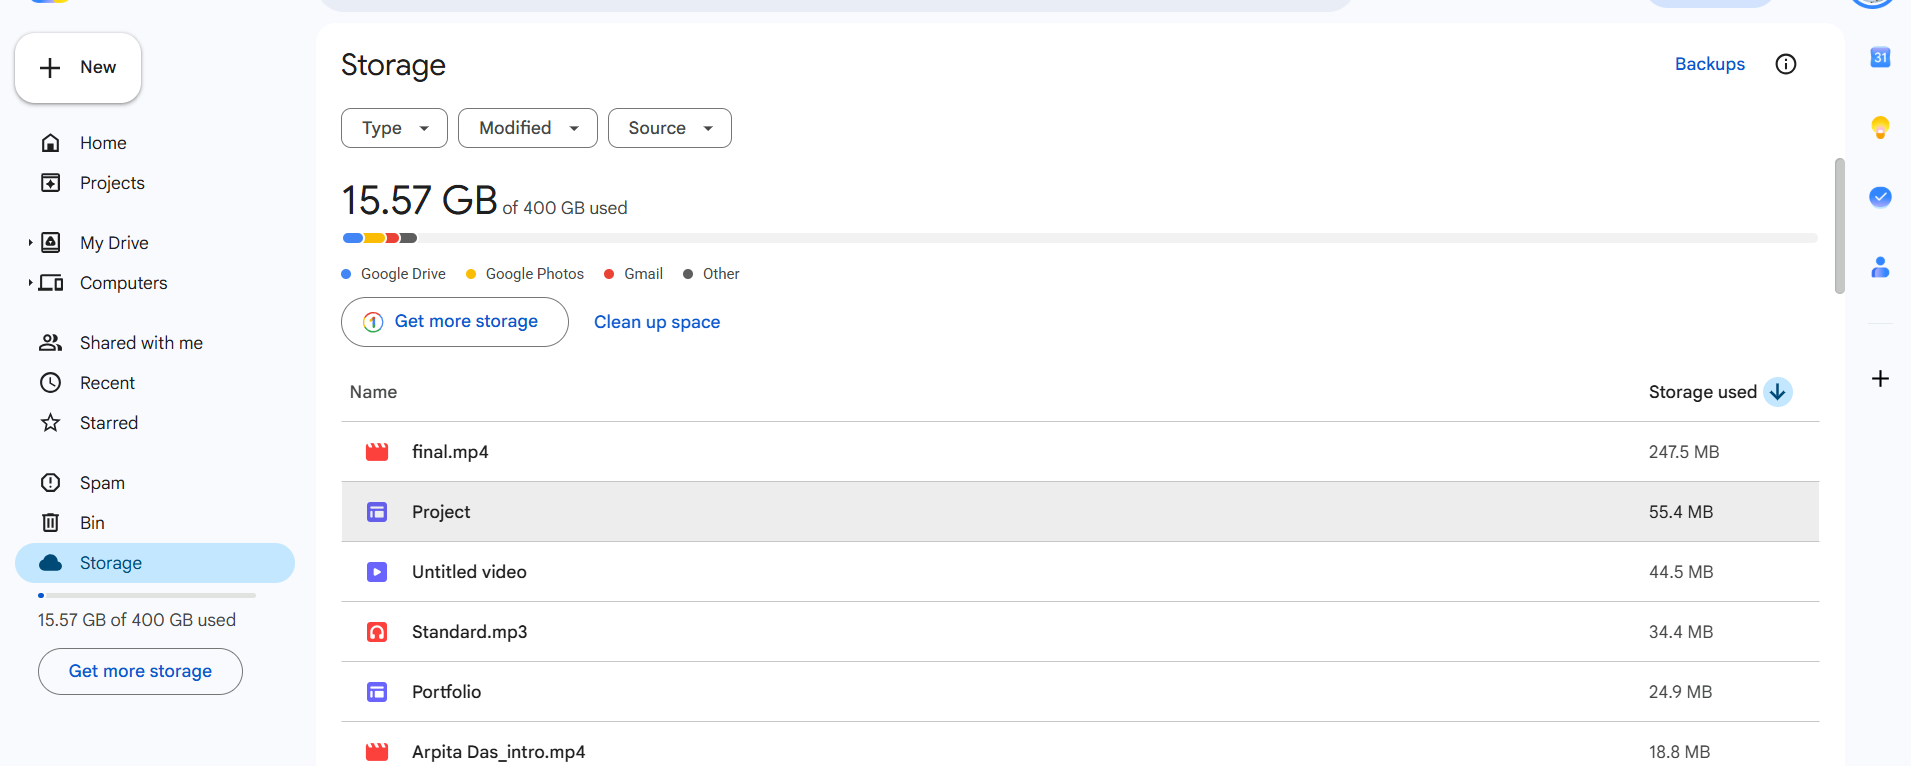 New
Home
Projects
My Drive
Computers
Shared with me
Recent
Starred
Spam
Bin
Storage
15.57 GB of 400 GB used
Get more storage
Storage
Backups
Type
Modified
Source
15.57 GB of 400 GB used
Google Drive
Google Photos
Gmail
Other
1 Get more storage
Clean up space
Name
Storage used
final.mp4
247.5 MB
Project
55.4 MB
Untitled video
44.5 MB
Standard.mp3
34.4 MB
Portfolio
24.9 MB
Arpita Das_intro.mp4
18.8 MB
31